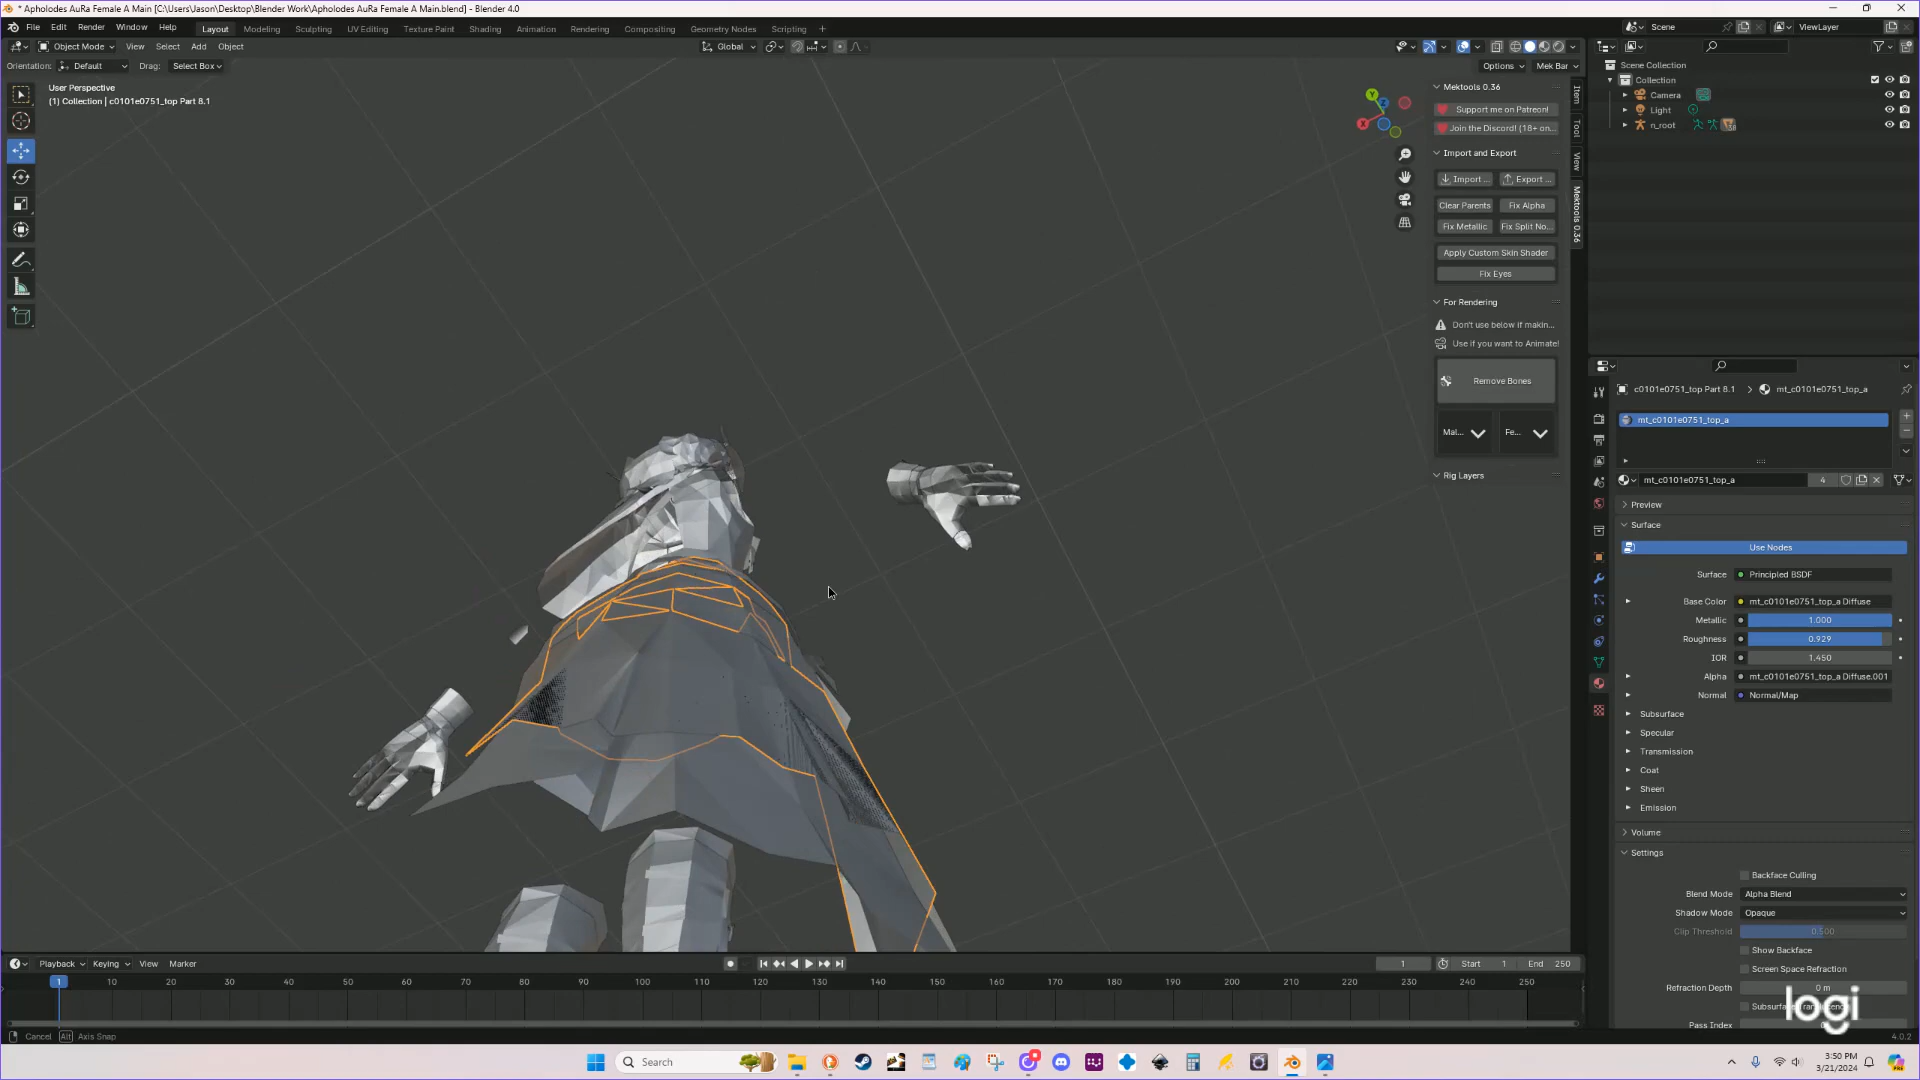 * Apholodes AuRa Female A Main [C:\Users\Jason\Desktop\Blender Work\Apholodes AuRa Female A Main.blend] - Blender 4.0
File Edit Render Window Help Layout Modeling Sculpting UV Editing Texture Paint Shading Animation Rendering Compositing Geometry Nodes Scripting + Scene ViewLayer
Object Mode View Select Add Object Global
Orientation: Default Drag: Select Box Options Mek Bar
User Perspective
(1) Collection | c0101e0751_top Part 8.1
Y
Z
X
Mektools 0.36
Support me on Patreon!
Join the Discord! (18+ on...
Import and Export
Import ... Export ...
Clear Parents Fix Alpha
Fix Metallic Fix Split No...
Apply Custom Skin Shader
Fix Eyes
For Rendering
Don't use below if makin...
Use if you want to Animate!
Remove Bones
Mal... Fe...
Rig Layers
Item
Tool
View
Mektools 0.36
Scene Collection
Collection
Camera
Light
n_root
c0101e0751_top Part 8.1 > mt_c0101e0751_top_a
mt_c0101e0751_top_a
mt_c0101e0751_top_a 4
Preview
Surface
Use Nodes
Surface Principled BSDF
Base Color mt_c0101e0751_top_a Diffuse
Metallic 1.000
Roughness 0.929
IOR 1.450
Alpha mt_c0101e0751_top_a Diffuse.001
Normal Normal/Map
Subsurface
Specular
Transmission
Coat
Sheen
Emission
Volume
Settings
Backface Culling
Blend Mode Alpha Blend
Shadow Mode Opaque
Clip Threshold 0.500
Show Backface
Screen Space Refraction
Refraction Depth 0 m
Pass Index
logi
Playback Keying View Marker 1 Start 1 End 250
1 10 20 30 40 50 60 70 80 90 100 110 120 130 140 150 160 170 180 190 200 210 220 230 240 250
Cancel Alt Axis Snap 4.0.2
Search
3:50 PM
3/21/2024